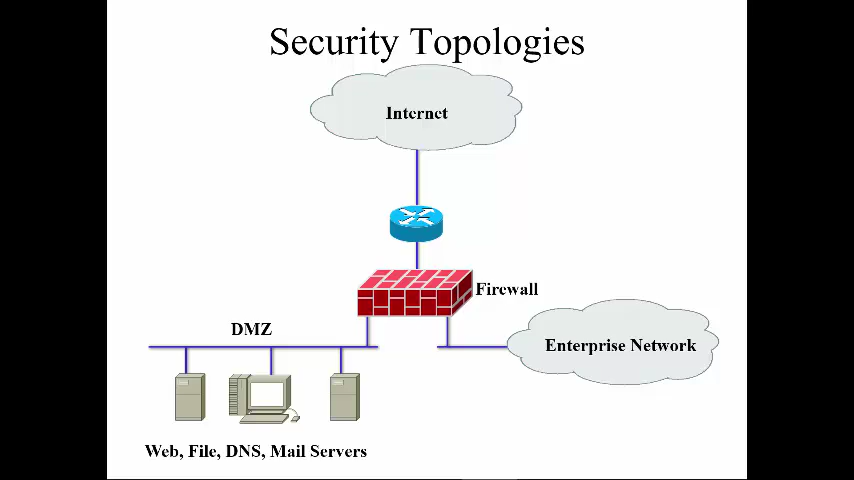 Security Topologies
Internet
Firewall
DMZ
Enterprise Network
Web, File, DNS, Mail Servers